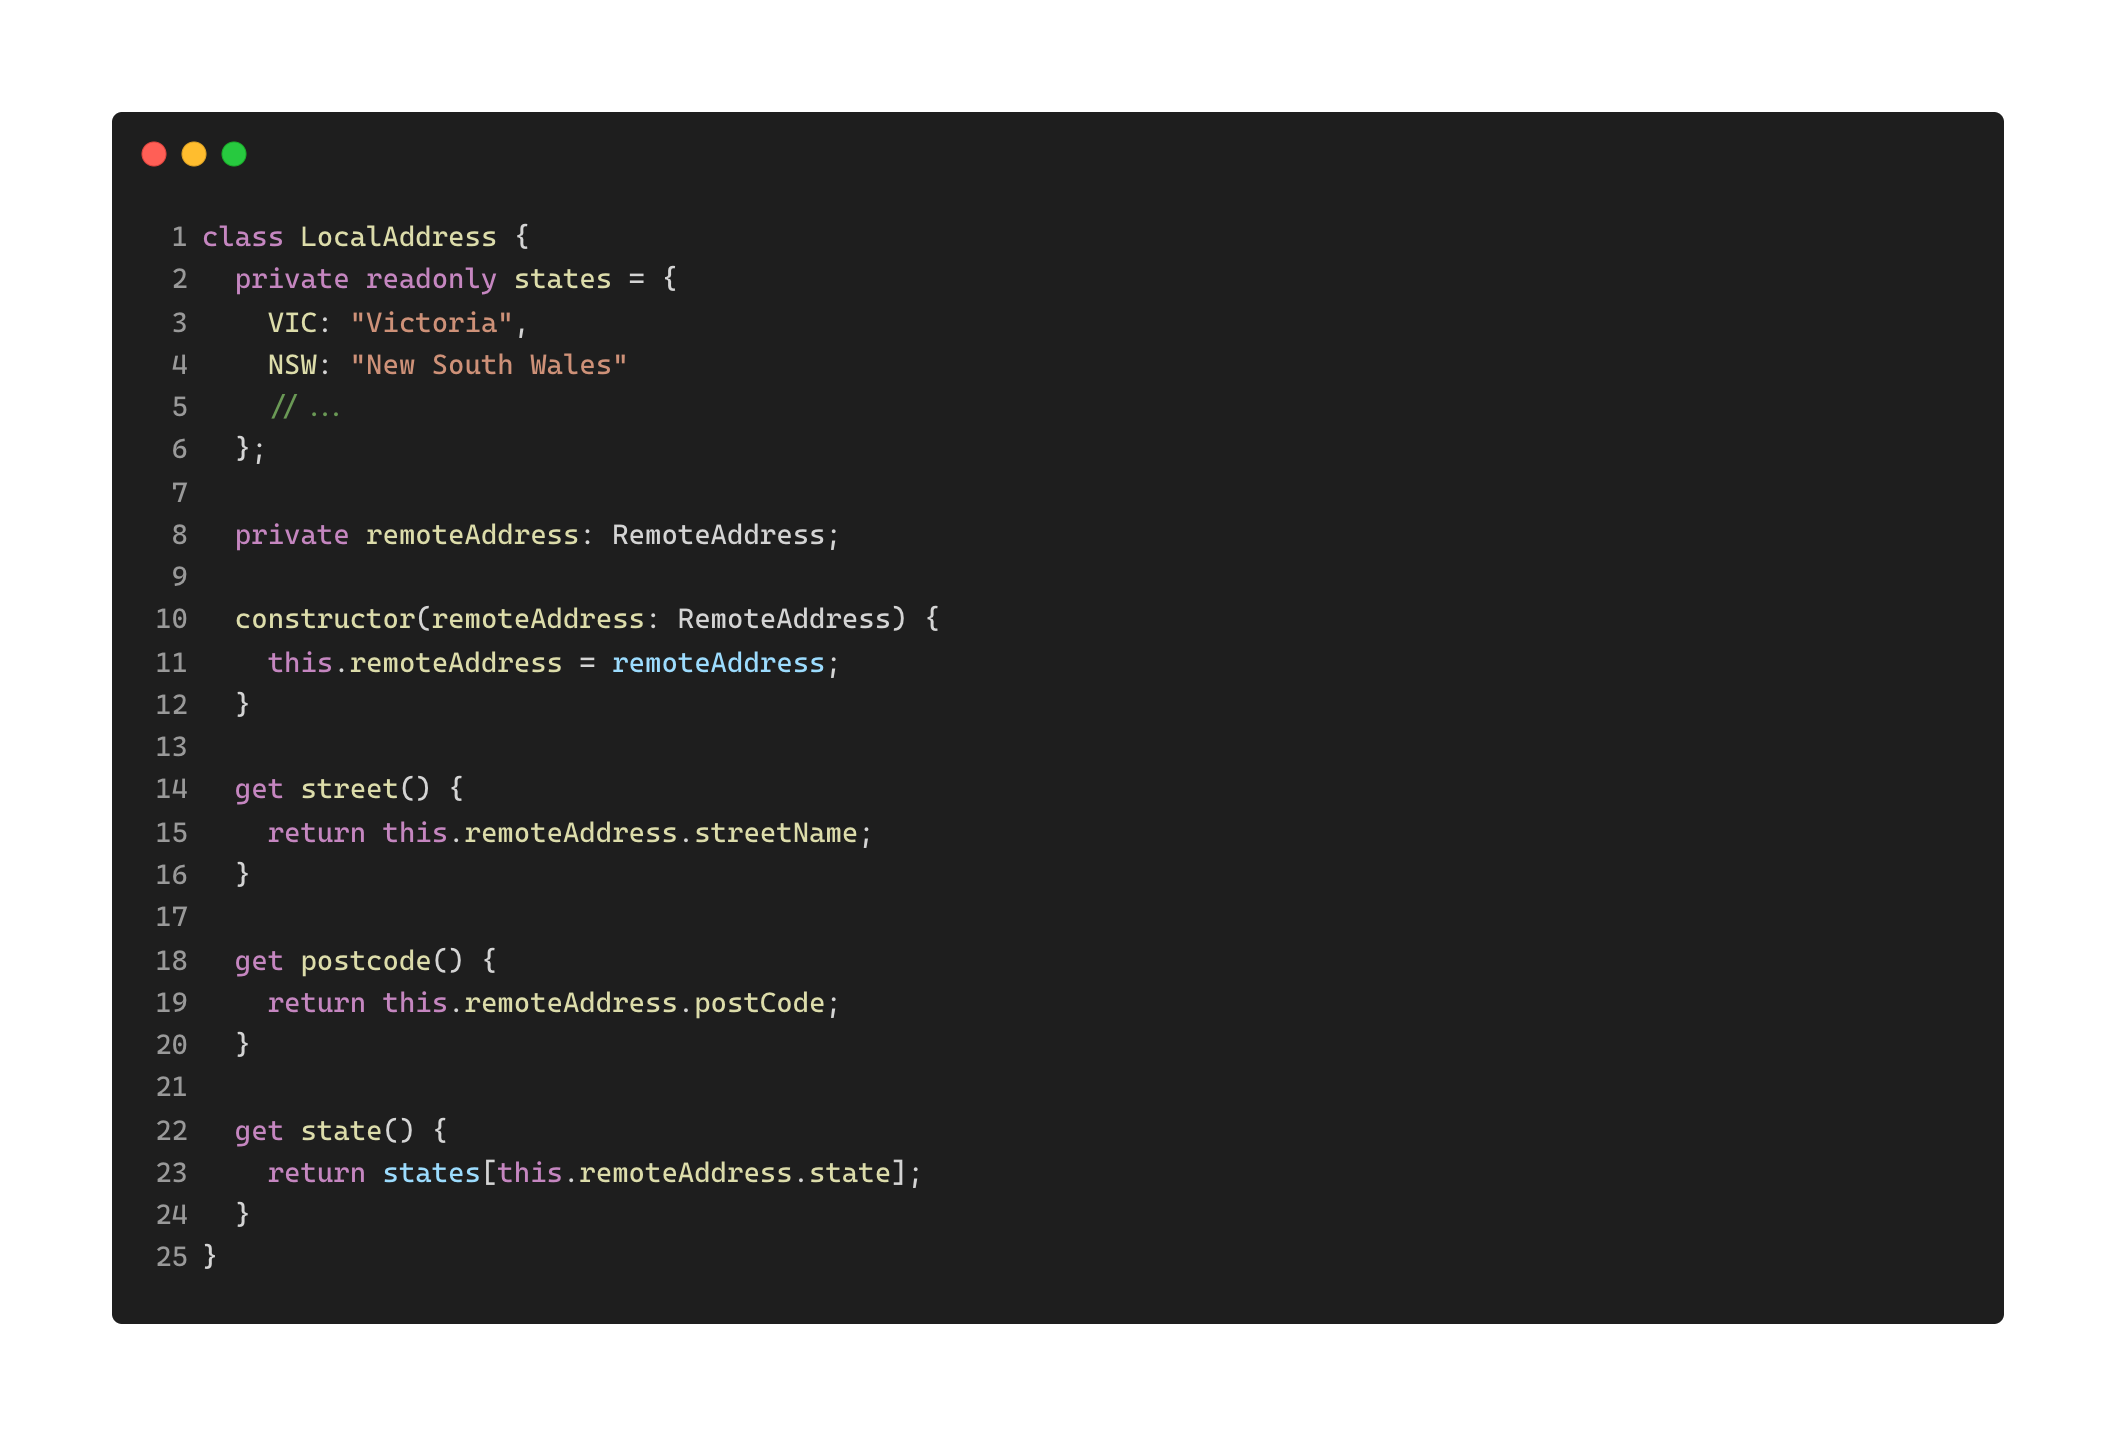 1 class LocalAddress {
2   private readonly states = {
3     VIC: "Victoria",
4     NSW: "New South Wales"
5     // ...
6   };
7
8   private remoteAddress: RemoteAddress;
9
10   constructor(remoteAddress: RemoteAddress) {
11     this.remoteAddress = remoteAddress;
12   }
13
14   get street() {
15     return this.remoteAddress.streetName;
16   }
17
18   get postcode() {
19     return this.remoteAddress.postCode;
20   }
21
22   get state() {
23     return states[this.remoteAddress.state];
24   }
25 }